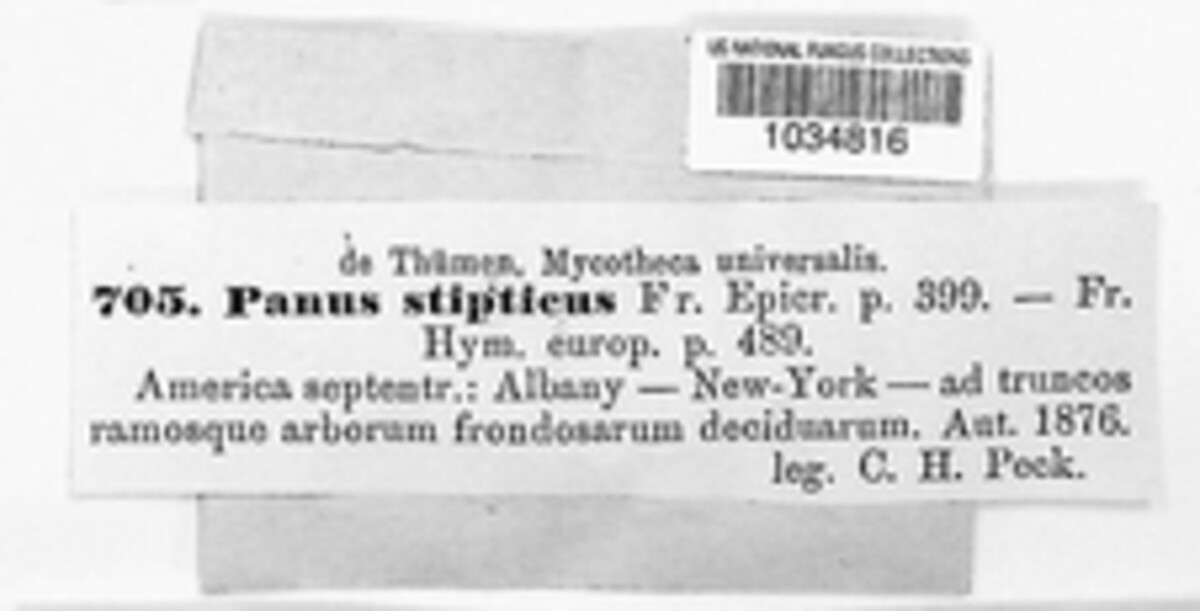 US NATIONAL FUNGUS COLLECTIONS
1034816
de Thümen. Mycotheca universalis.
705. Panus stipticus Fr. Epicr. p. 399. — Fr.
Hym. europ. p. 489.
America septentr.: Albany — New-York — ad truncos
ramosque arborum frondosarum deciduarum. Aut. 1876.
leg. C. H. Peck.